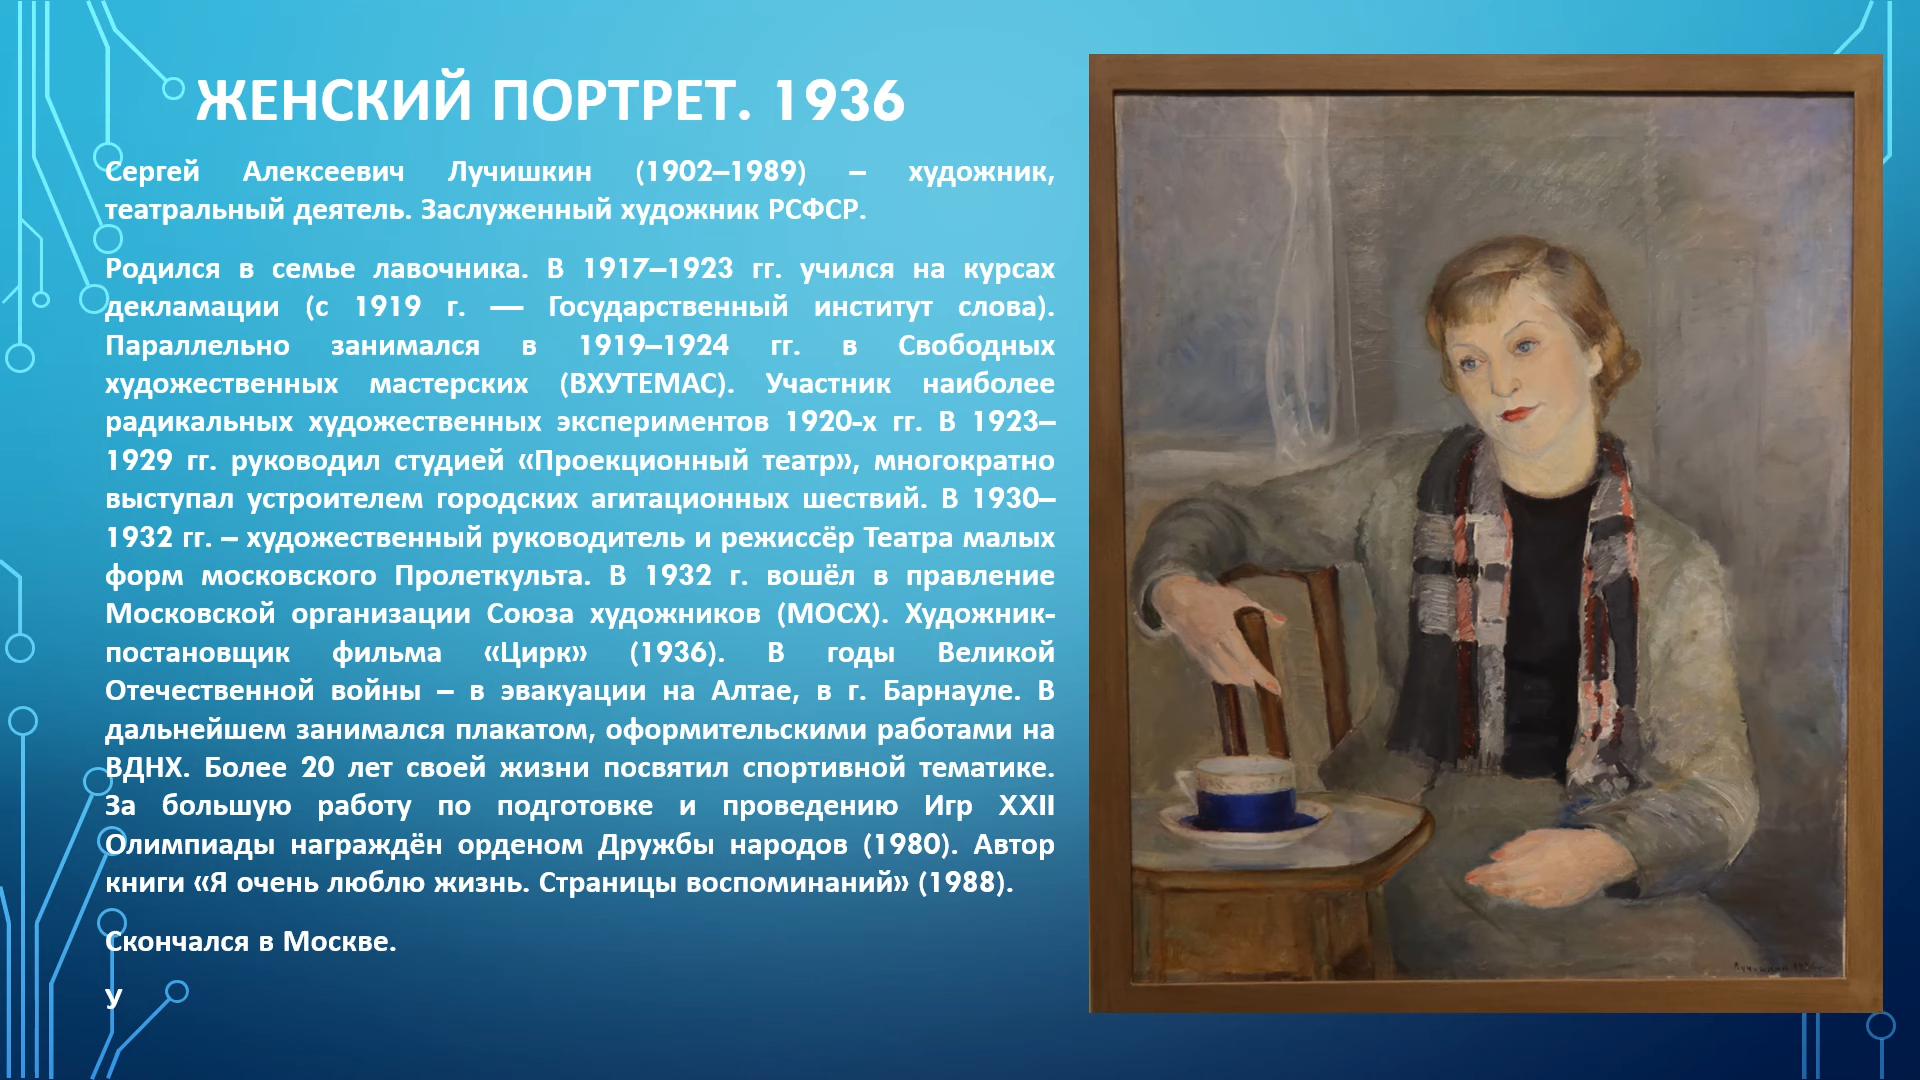 ЖЕНСКИЙ ПОРТРЕТ. 1936
Сергей Алексеевич Лучишкин (1902–1989) – художник,
театральный деятель. Заслуженный художник РСФСР.
Родился в семье лавочника. В 1917–1923 гг. учился на курсах
декламации (с 1919 г. — Государственный институт слова).
Параллельно занимался в 1919–1924 гг. в Свободных
художественных мастерских (ВХУТЕМАС). Участник наиболее
радикальных художественных экспериментов 1920-х гг. В 1923–
1929 гг. руководил студией «Проекционный театр», многократно
выступал устроителем городских агитационных шествий. В 1930–
1932 гг. – художественный руководитель и режиссёр Театра малых
форм московского Пролеткульта. В 1932 г. вошёл в правление
Московской организации Союза художников (МОСХ). Художник-
постановщик фильма «Цирк» (1936). В годы Великой
Отечественной войны – в эвакуации на Алтае, в г. Барнауле. В
дальнейшем занимался плакатом, оформительскими работами на
ВДНХ. Более 20 лет своей жизни посвятил спортивной тематике.
За большую работу по подготовке и проведению Игр XXII
Олимпиады награждён орденом Дружбы народов (1980). Автор
книги «Я очень люблю жизнь. Страницы воспоминаний» (1988).
Скончался в Москве.
У